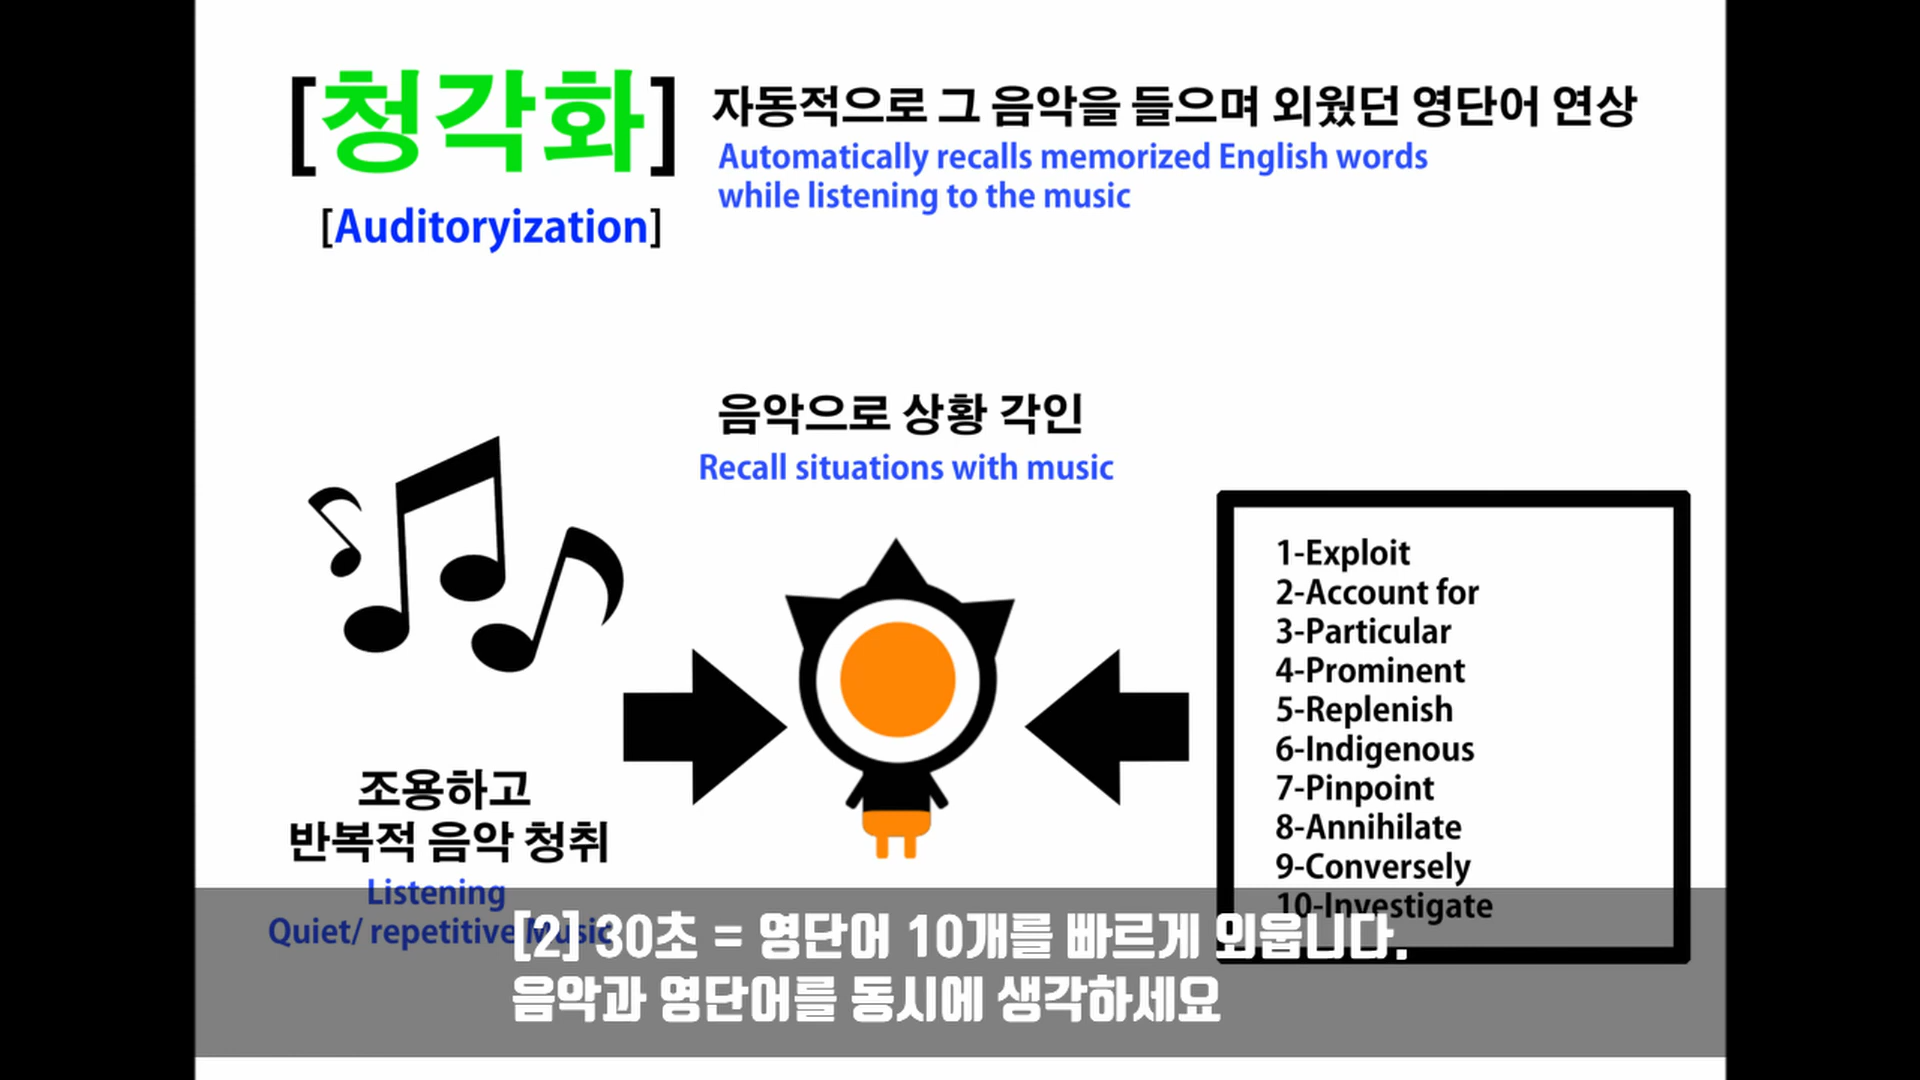 [청각화]
[Auditoryization]
자동적으로 그 음악을 들으며 외웠던 영단어 연상
Automatically recalls memorized English words
while listening to the music
음악으로 상황 각인
Recall situations with music
조용하고
반복적 음악 청취
Listening
Quiet/ repetitive Music
1-Exploit
2-Account for
3-Particular
4-Prominent
5-Replenish
6-Indigenous
7-Pinpoint
8-Annihilate
9-Conversely
10-Investigate
[2] 30초 = 영단어 10개를 빠르게 외웁니다.
음악과 영단어를 동시에 생각하세요